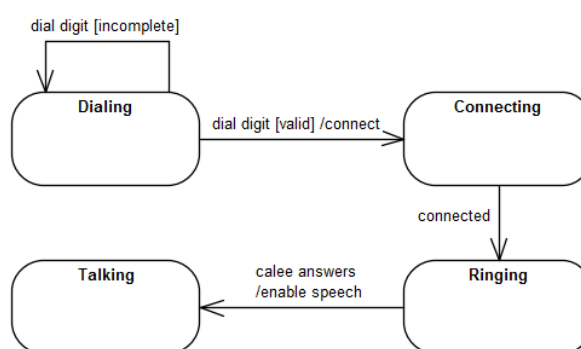 dial digit [incomplete]
Dialing
Connecting
dial digit [valid] /connect
connected
Talking
calee answers
/enable speech
Ringing